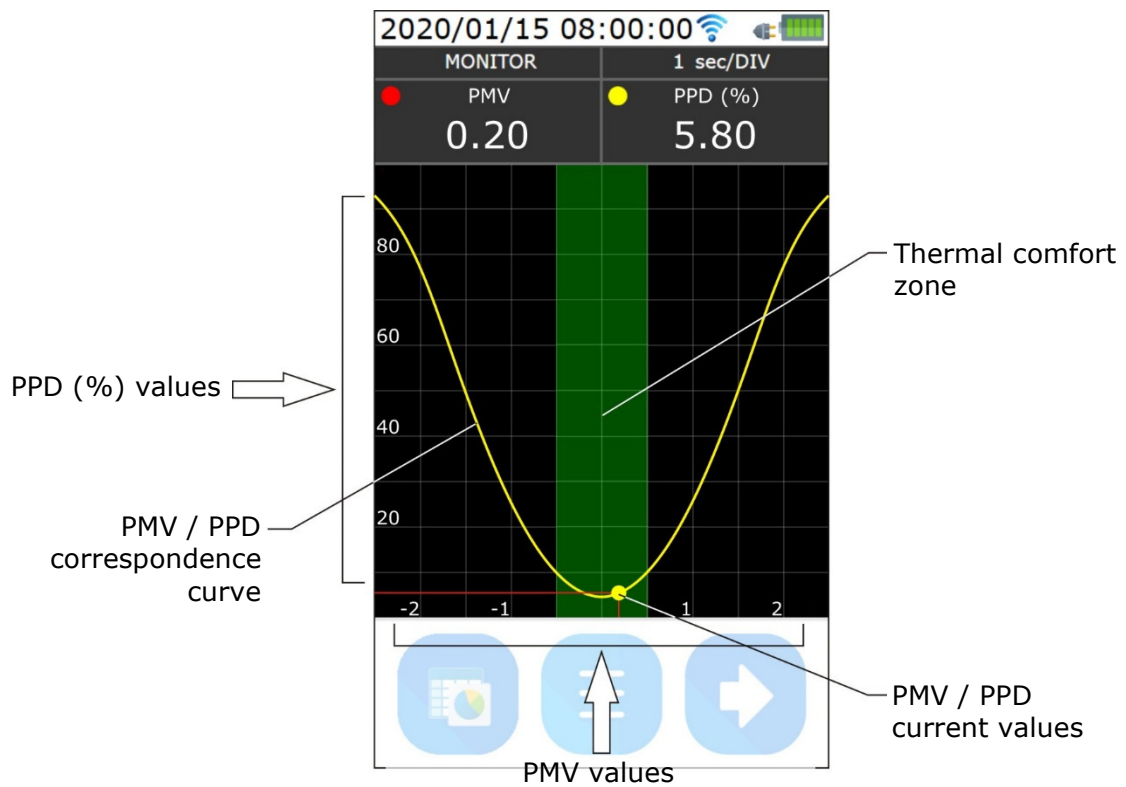 2020/01/15 08:00:00
MONITOR
1 sec/DIV
PMV
PPD (%)
0.20
5.80
80
60
40
20
-2
-1
1
2
Thermal comfort
zone
PPD (%) values
PMV / PPD
correspondence
curve
PMV / PPD
current values
PMV values